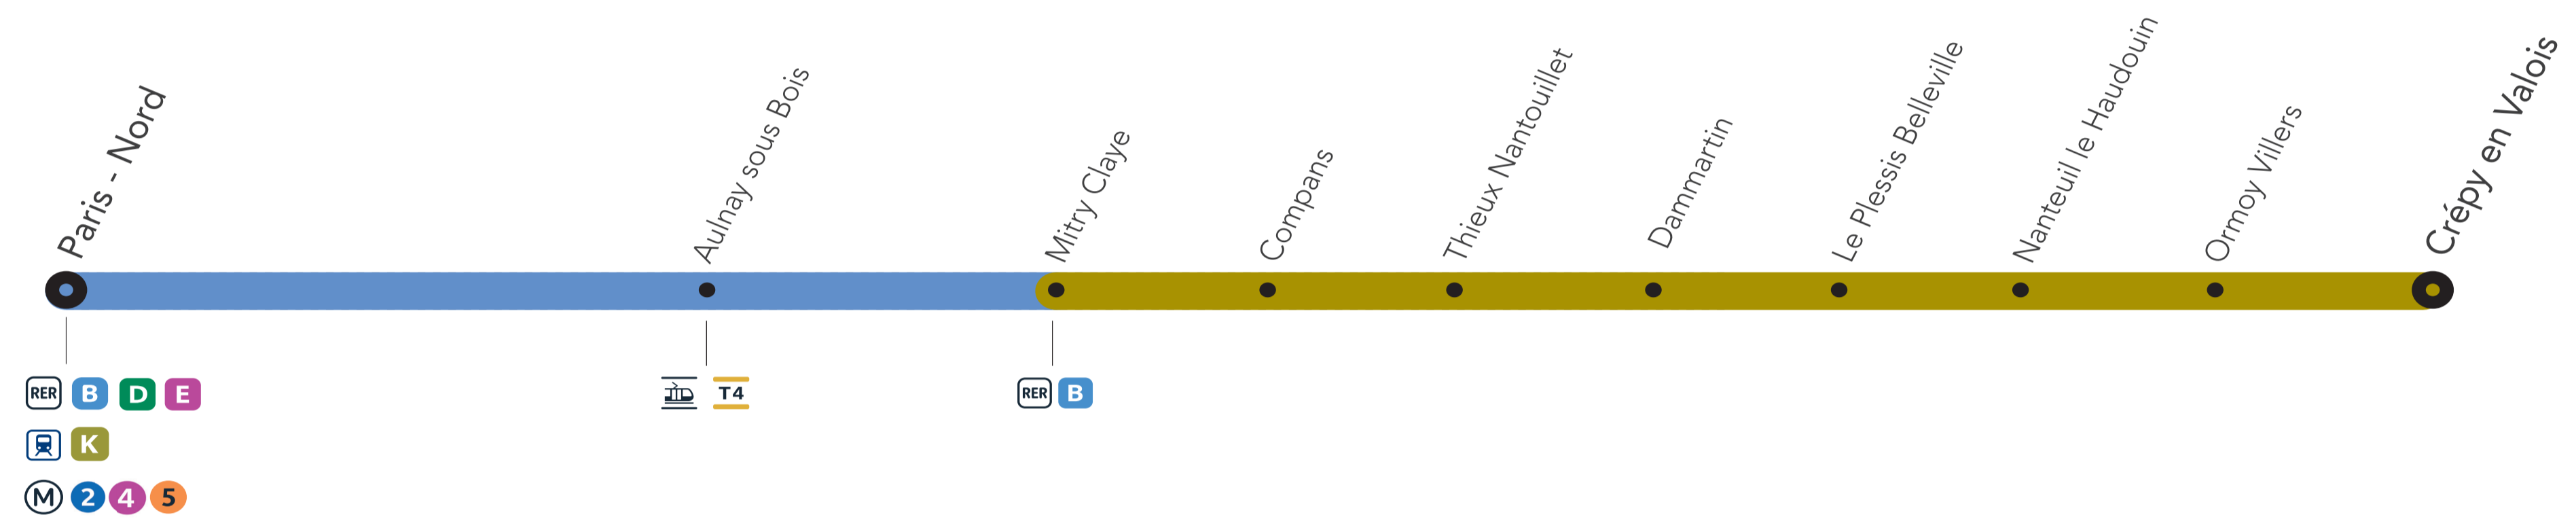 Paris - Nord
Aulnay sous Bois
Mitry Claye
Compans
Thieux Nantouillet
Dammartin
Le Plessis Belleville
Nanteuil le Haudouin
Ormoy Villers
Crépy en Valois
RER B D E
K
M 2 4 5
T4
RER B